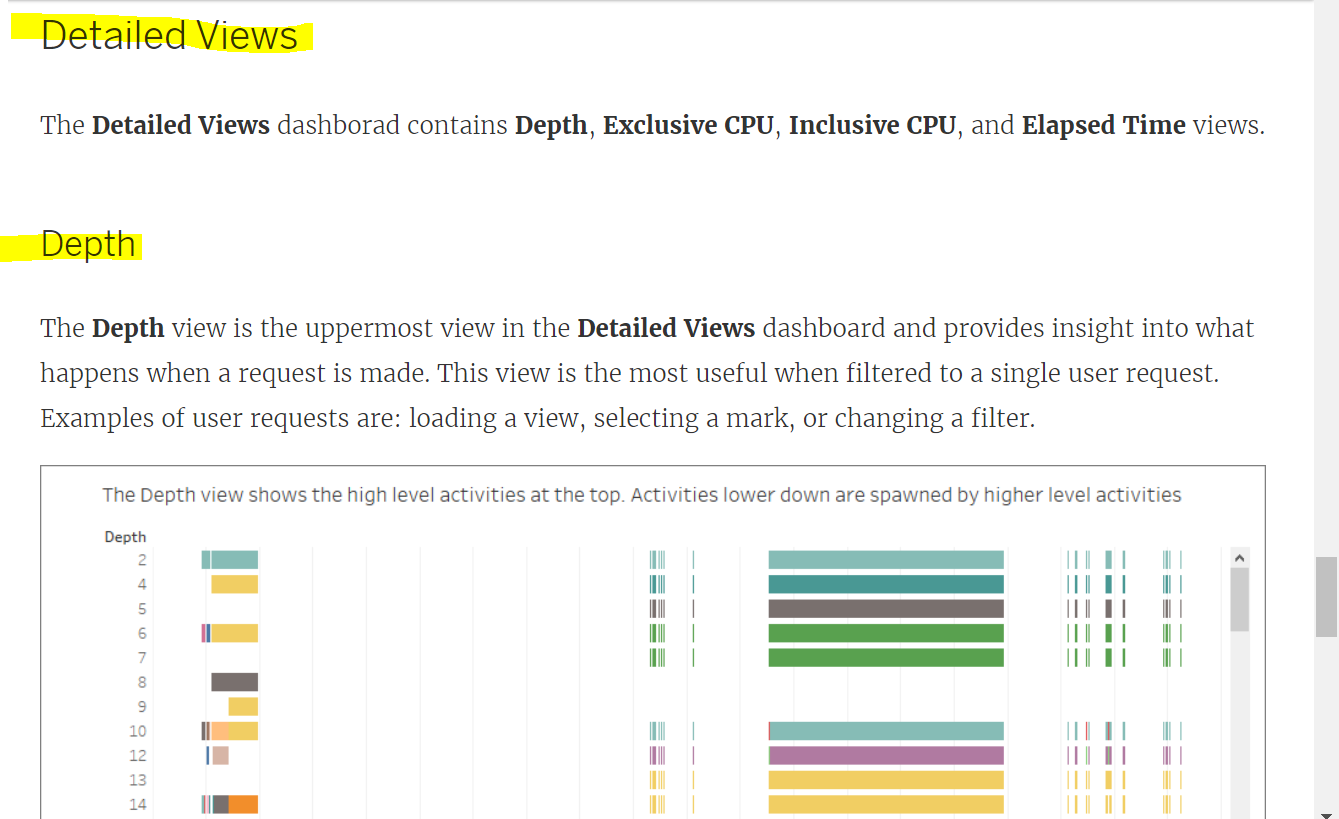 Detailed Views
The Detailed Views dashborad contains Depth, Exclusive CPU, Inclusive CPU, and Elapsed Time views.
Depth
The Depth view is the uppermost view in the Detailed Views dashboard and provides insight into what
happens when a request is made. This view is the most useful when filtered to a single user request.
Examples of user requests are: loading a view, selecting a mark, or changing a filter.
The Depth view shows the high level activities at the top. Activities lower down are spawned by higher level activities
Depth
2
4
5
6
7
8
9
10
12
13
14